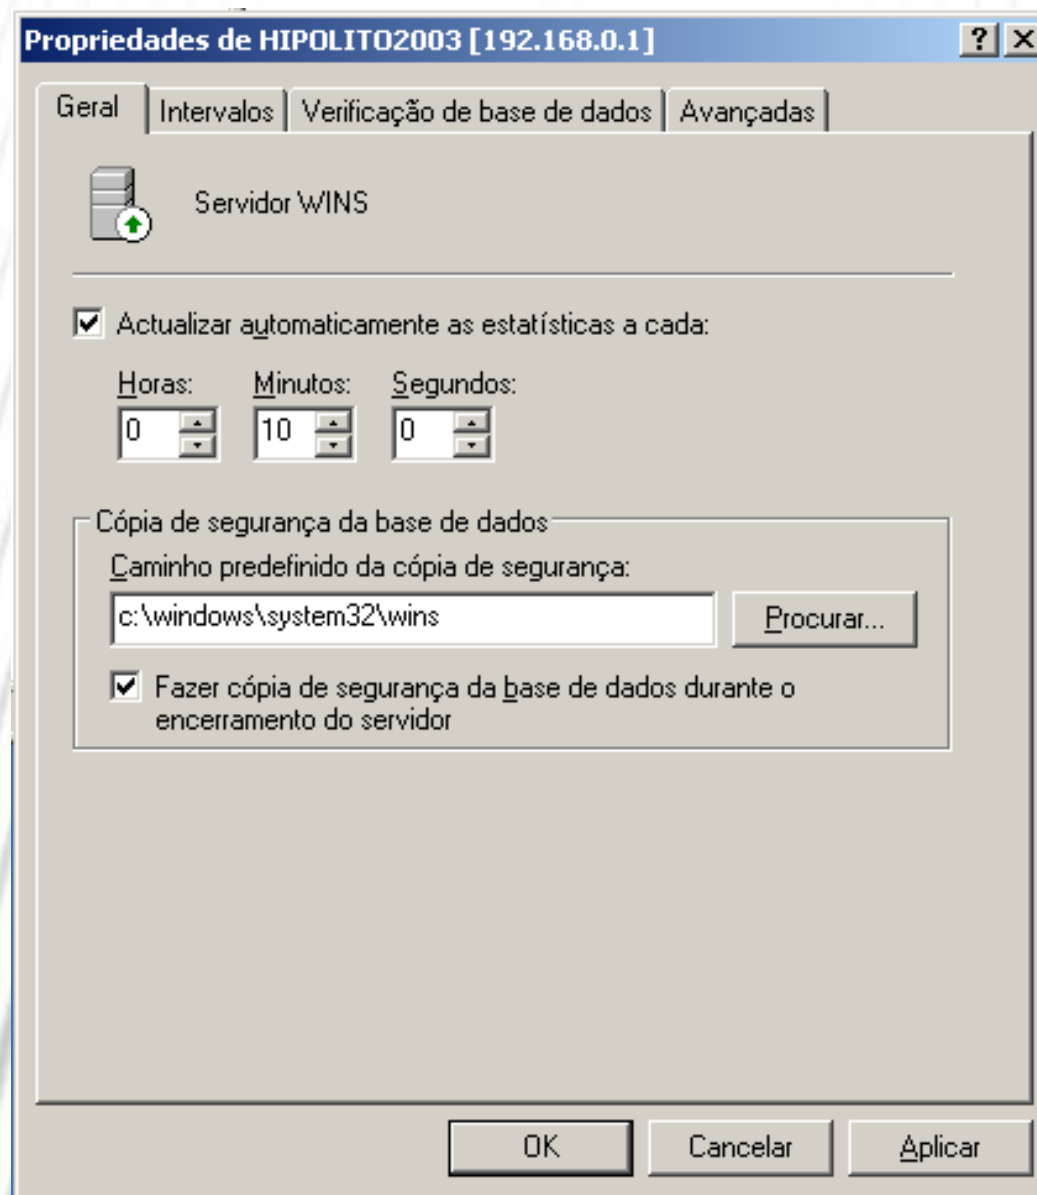 Propriedades de HIPOLITO2003 [192.168.0.1]
Geral Intervalos Verificação de base de dados Avançadas
Servidor WINS
Actualizar automaticamente as estatísticas a cada:
Horas: Minutos: Segundos:
0 10 0
Cópia de segurança da base de dados
Caminho predefinido da cópia de segurança:
c:\windows\system32\wins Procurar...
Fazer cópia de segurança da base de dados durante o
encerramento do servidor
OK Cancelar Aplicar